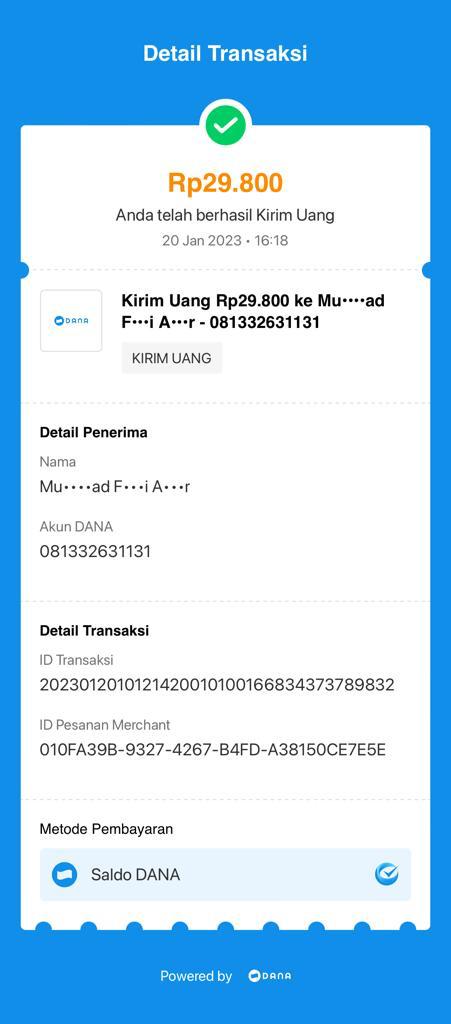 Detail Transaksi
Rp29.800
Anda telah berhasil Kirim Uang
20 Jan 2023 • 16:18
DANA
Kirim Uang Rp29.800 ke Mu••••ad
F•••i A•••r - 081332631131
KIRIM UANG
Detail Penerima
Nama
Mu••••ad F•••i A•••r
Akun DANA
081332631131
Detail Transaksi
ID Transaksi
2023012010121420010100166834373789832
ID Pesanan Merchant
010FA39B-9327-4267-B4FD-A38150CE7E5E
Metode Pembayaran
Saldo DANA
Powered by DANA